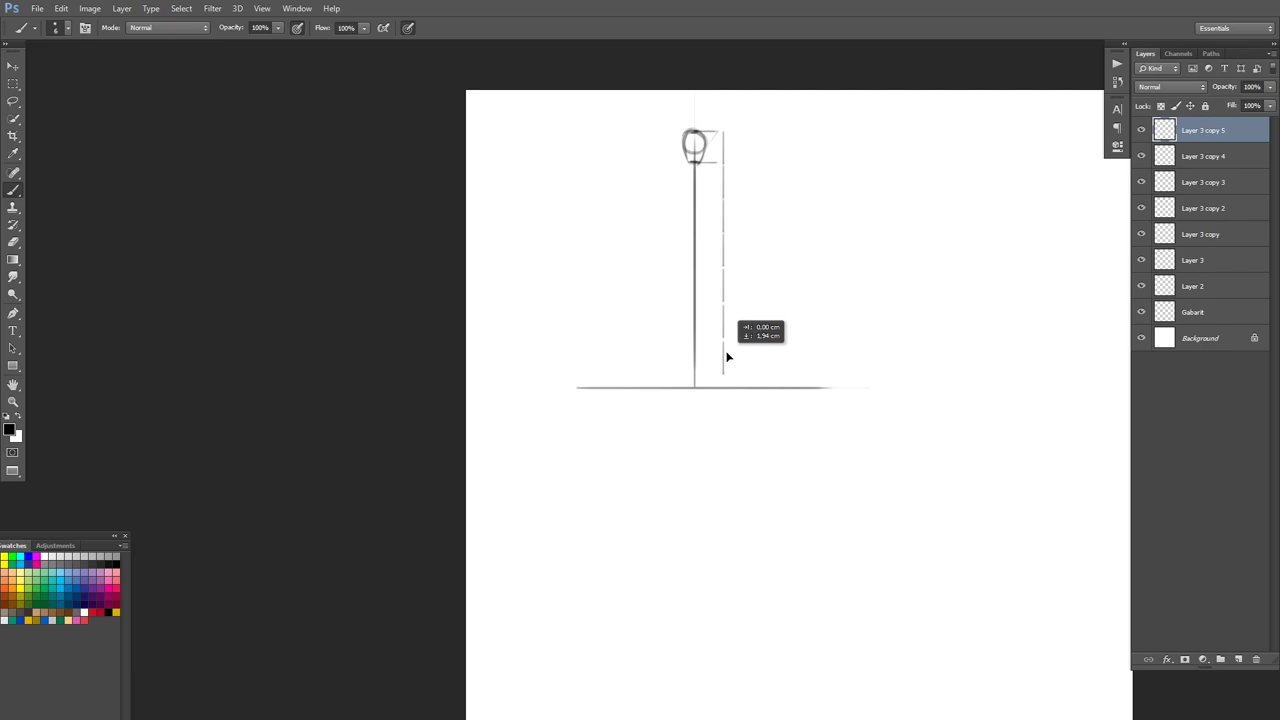 Ps File Edit Image Layer Type Select Filter 3D View Window Help
6 Mode: Normal Opacity: 100% Flow: 100% Essentials
Layers Channels Paths
Kind T
Normal Opacity: 100%
Lock: Fill: 100%
Layer 3 copy 5
Layer 3 copy 4
Layer 3 copy 3
Layer 3 copy 2
Layer 3 copy
Layer 3
Layer 2
Gabarit
Background
0,00 cm
1,94 cm
Swatches Adjustments